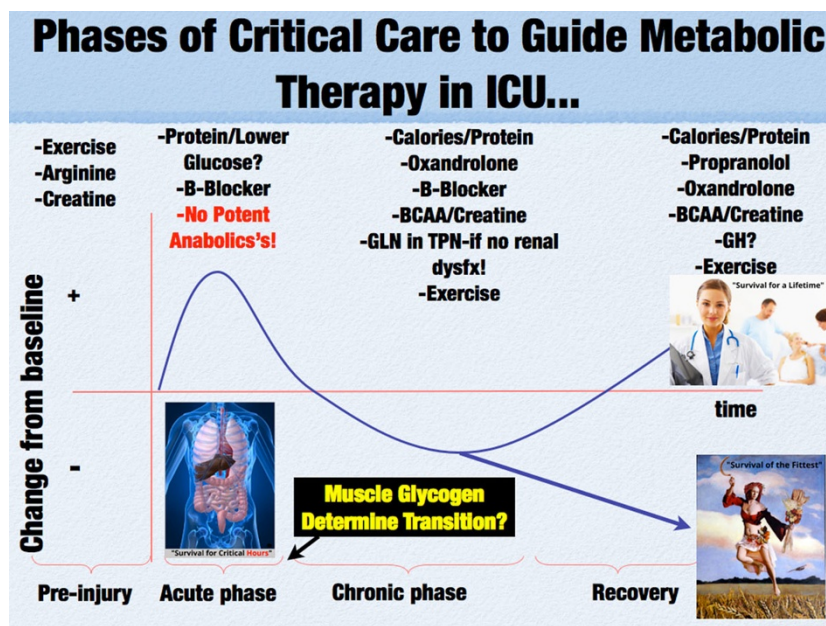 Phases of Critical Care to Guide Metabolic
Therapy in ICU...
-Exercise
-Arginine
-Creatine
-Protein/Lower
Glucose?
-B-Blocker
-No Potent
Anabolics's!
-Calories/Protein
-Oxandrolone
-B-Blocker
-BCAA/Creatine
-GLN in TPN-if no renal
dysfx!
-Exercise
-Calories/Protein
-Propranolol
-Oxandrolone
-BCAA/Creatine
-GH?
-Exercise
"Survival for a Lifetime"
Change from baseline
+
-
time
"Survival for Critical Hours"
Muscle Glycogen
Determine Transition?
"Survival of the Fittest"
Pre-injury
Acute phase
Chronic phase
Recovery